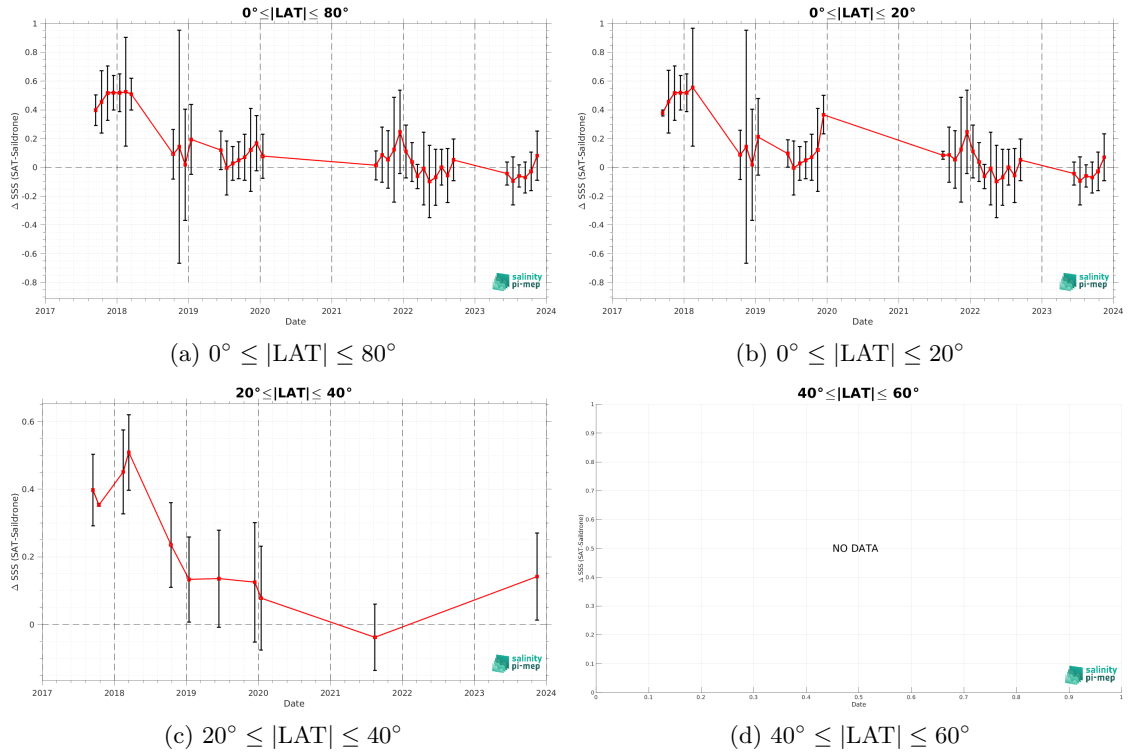 0°≤|LAT|≤ 80°
1
0.8
0.6
0.4
0.2
0
-0.2
-0.4
-0.6
-0.8
Δ SSS (SAT-Saildrone)
2017 2018 2019 2020 2021 2022 2023 2024
Date
salinity
pi-mep
(a) 0° ≤ |LAT| ≤ 80°
0°≤|LAT|≤ 20°
1
0.8
0.6
0.4
0.2
0
-0.2
-0.4
-0.6
-0.8
Δ SSS (SAT-Saildrone)
2017 2018 2019 2020 2021 2022 2023 2024
Date
salinity
pi-mep
(b) 0° ≤ |LAT| ≤ 20°
20°≤|LAT|≤ 40°
0.6
0.4
0.2
0
Δ SSS (SAT-Saildrone)
2017 2018 2019 2020 2021 2022 2023 2024
Date
salinity
pi-mep
(c) 20° ≤ |LAT| ≤ 40°
40°≤|LAT|≤ 60°
1
0.9
0.8
0.7
0.6
0.5
0.4
0.3
0.2
0.1
0
Δ SSS (SAT-Saildrone)
NO DATA
0 0.1 0.2 0.3 0.4 0.5 0.6 0.7 0.8 0.9 1
Date
salinity
pi-mep
(d) 40° ≤ |LAT| ≤ 60°